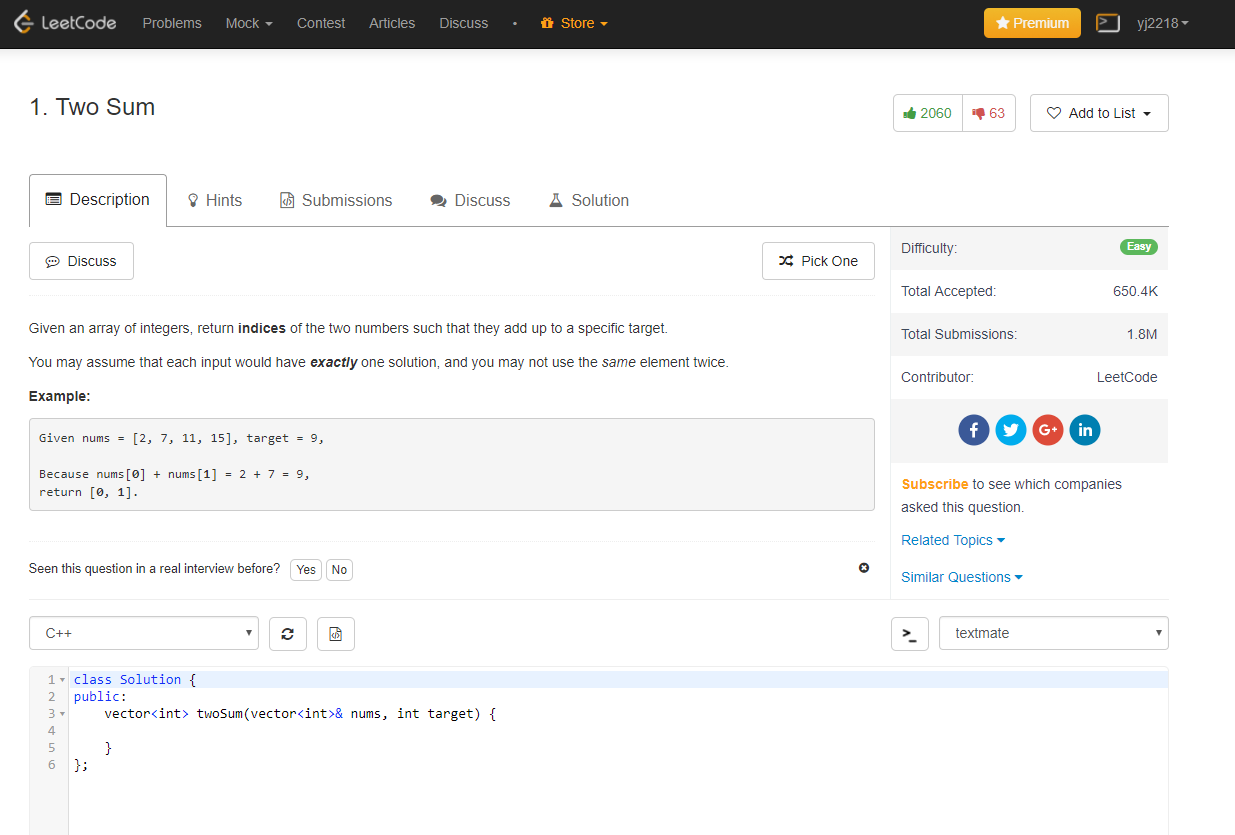 LeetCode Problems Mock Contest Articles Discuss • Store Premium yj2218
1. Two Sum
2060 63 Add to List
Description Hints Submissions Discuss Solution
Discuss Pick One
Difficulty: Easy
Total Accepted: 650.4K
Total Submissions: 1.8M
Contributor: LeetCode
Subscribe to see which companies
asked this question.
Related Topics
Similar Questions
Given an array of integers, return indices of the two numbers such that they add up to a specific target.
You may assume that each input would have exactly one solution, and you may not use the same element twice.
Example:
Given nums = [2, 7, 11, 15], target = 9,
Because nums[0] + nums[1] = 2 + 7 = 9,
return [0, 1].
Seen this question in a real interview before? Yes No
C++ textmate
1 class Solution {
2 public:
3     vector<int> twoSum(vector<int>& nums, int target) {
4
5     }
6 };